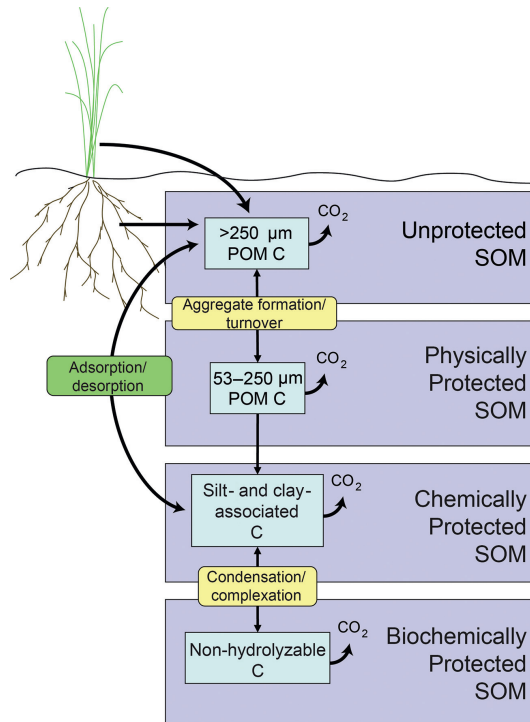 CO₂
>250 µm
POM C
Unprotected
SOM
Aggregate formation/
turnover
Adsorption/
desorption
53–250 µm
POM C
CO₂
Physically
Protected
SOM
Silt- and clay-
associated
C
CO₂
Chemically
Protected
SOM
Condensation/
complexation
Non-hydrolyzable
C
CO₂
Biochemically
Protected
SOM